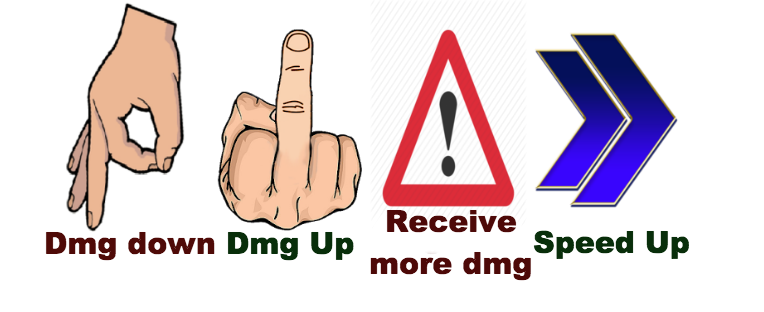 Dmg down
Dmg Up
Receive
more dmg
Speed Up